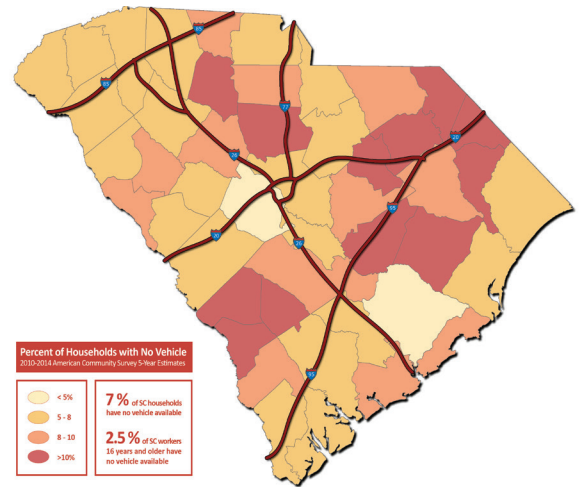 85
85
77
20
26
95
20
26
95
Percent of Households with No Vehicle
2010-2014 American Community Survey 5-Year Estimates
< 5%
5 - 8
8 - 10
>10%
7 % of SC households
have no vehicle available
2.5 % of SC workers
16 years and older have
no vehicle available